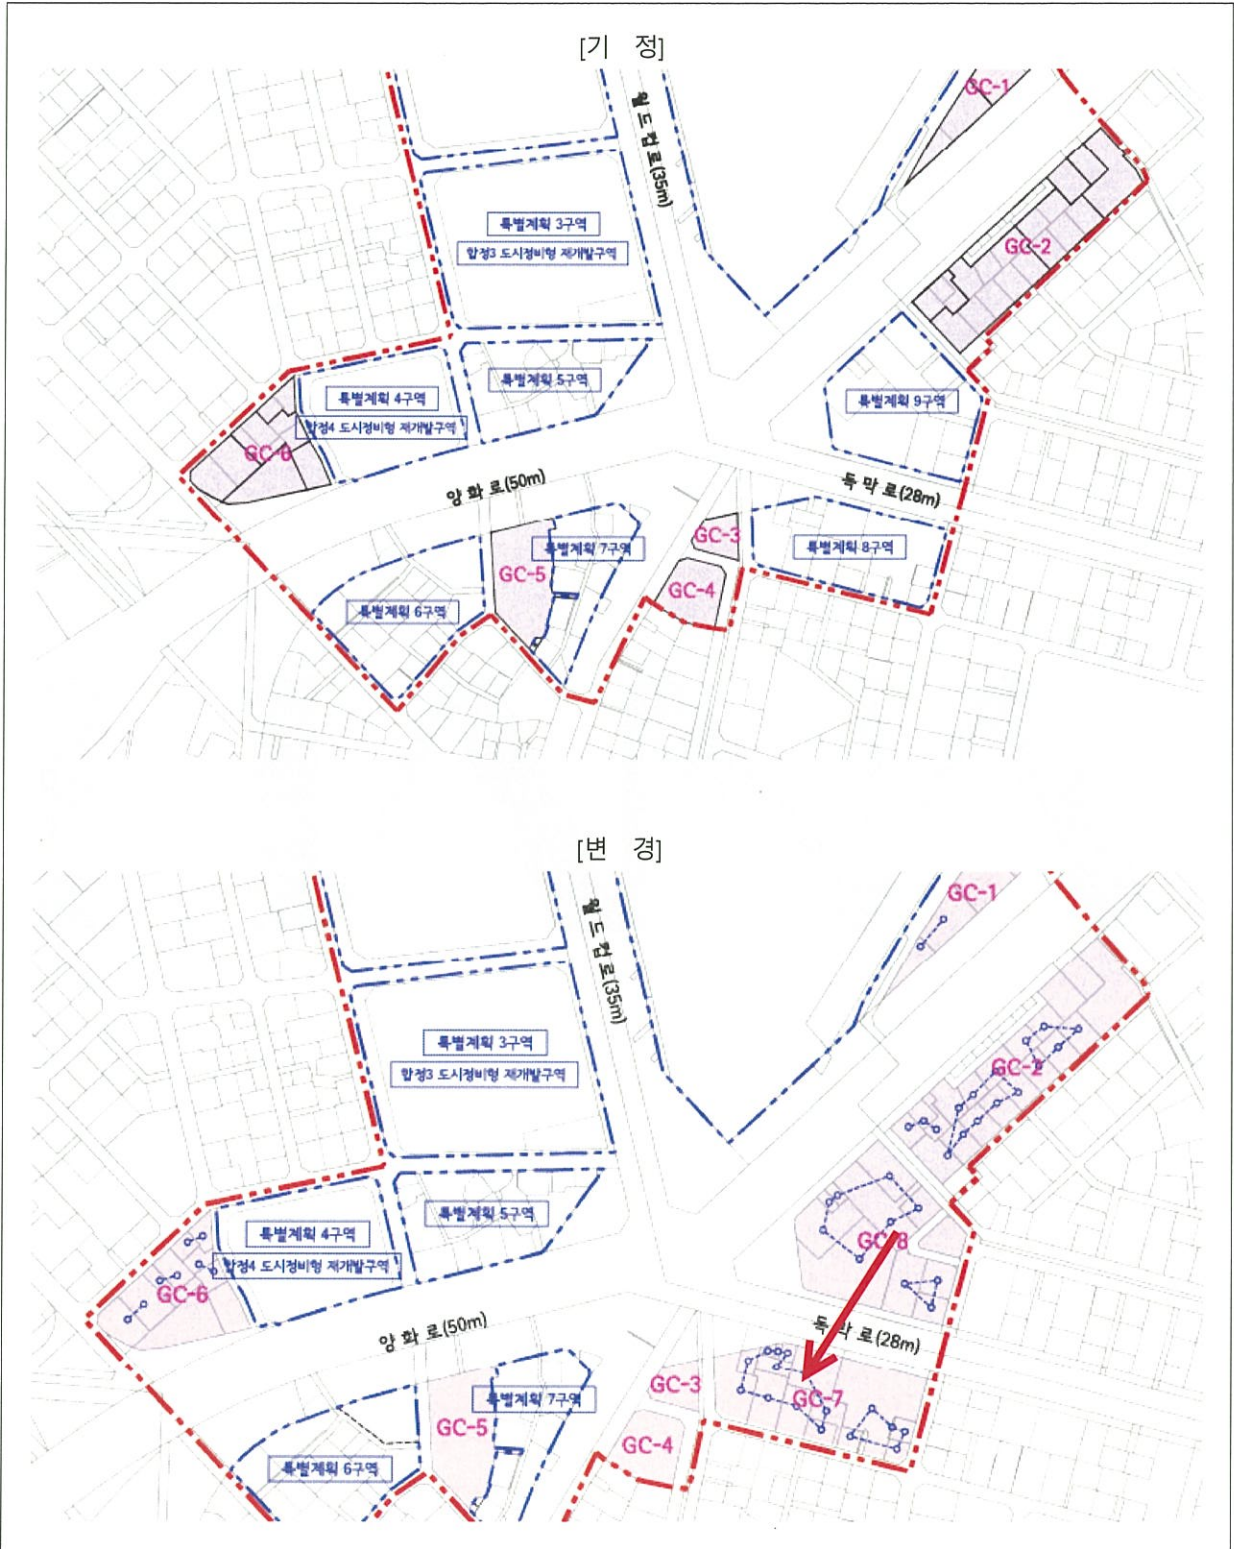 [기 정]
GC-1
월드컵로(35m)
특별계획 3구역
합정3 도시정비형 재개발구역
GC-2
특별계획 5구역
특별계획 4구역
합정4 도시정비형 재개발구역
특별계획 9구역
GC-6
양화로(50m)
독막로(28m)
GC-3
특별계획 7구역
특별계획 8구역
GC-5
GC-4
특별계획 6구역
[변 경]
GC-1
월드컵로(35m)
특별계획 3구역
합정3 도시정비형 재개발구역
GC-2
특별계획 5구역
특별계획 4구역
GC-8
합정4 도시정비형 재개발구역
GC-6
양화로(50m)
독막로(28m)
GC-3
특별계획 7구역
GC-7
GC-5
GC-4
특별계획 6구역